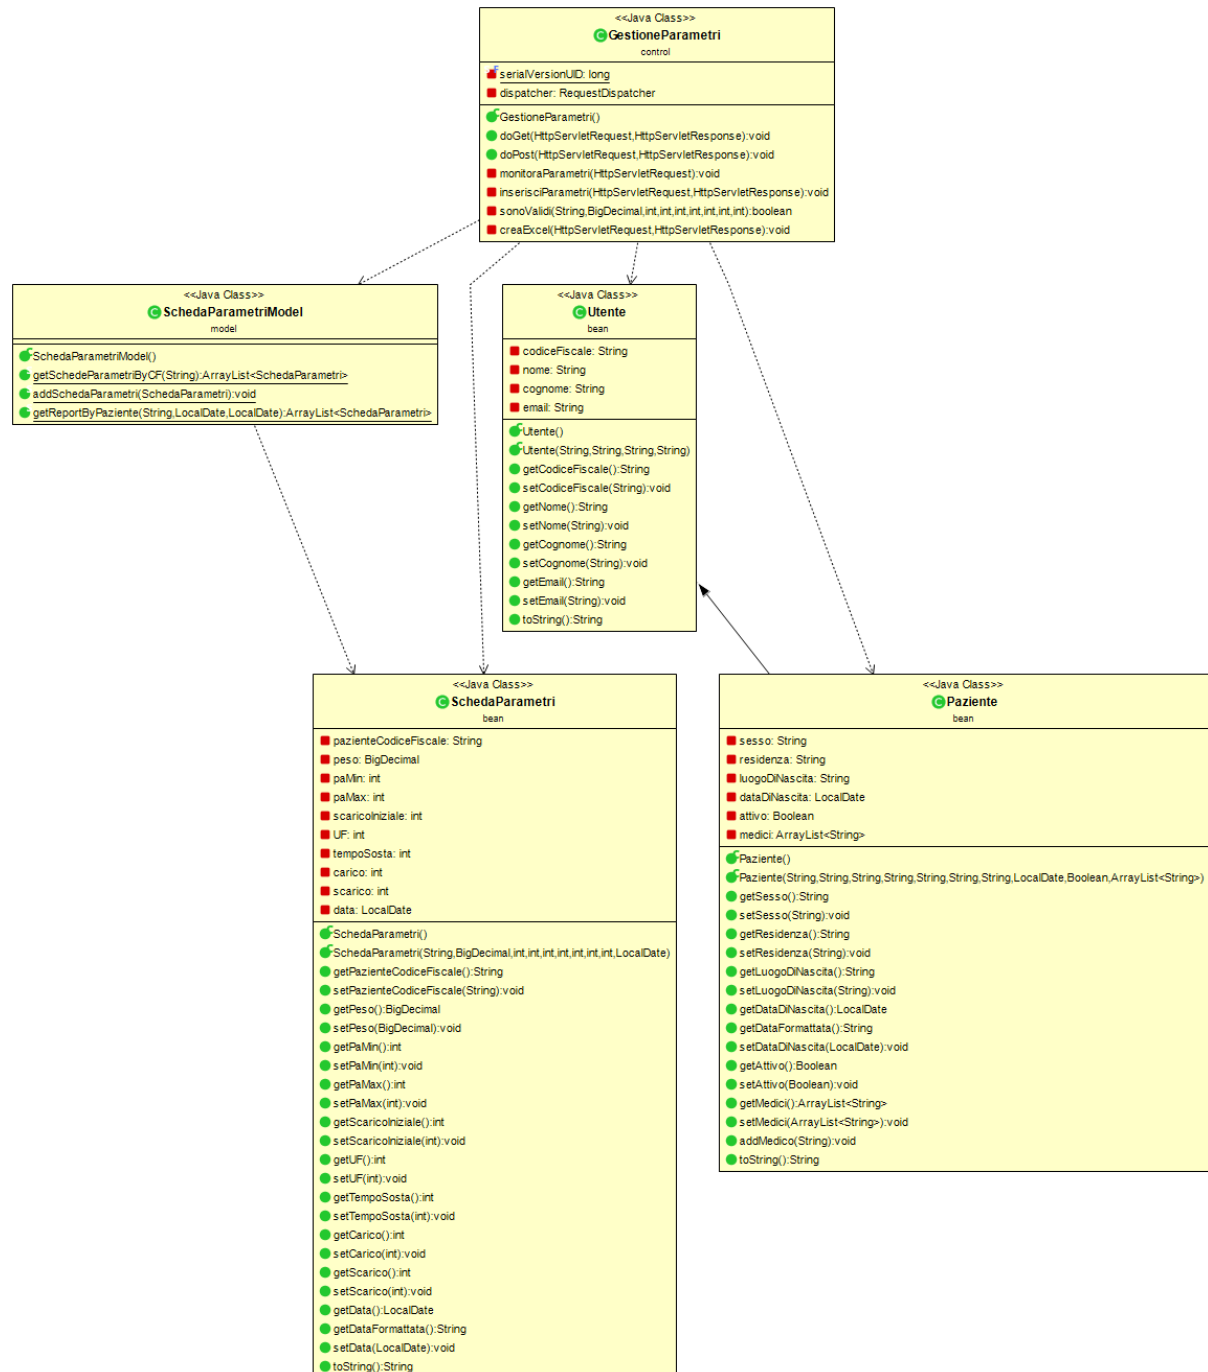 <<Java Class>>
GestioneParametri
control
serialVersionUID: long
dispatcher: RequestDispatcher
GestioneParametri()
doGet(HttpServletRequest,HttpServletResponse):void
doPost(HttpServletRequest,HttpServletResponse):void
monitoraParametri(HttpServletRequest):void
inserisciParametri(HttpServletRequest,HttpServletResponse):void
sonoValidi(String,BigDecimal,int,int,int,int,int,int,int):boolean
creaExcel(HttpServletRequest,HttpServletResponse):void
<<Java Class>>
SchedaParametriModel
model
SchedaParametriModel()
getSchedeParametriByCF(String):ArrayList<SchedaParametri>
addSchedaParametri(SchedaParametri):void
getReportByPaziente(String,LocalDate,LocalDate):ArrayList<SchedaParametri>
<<Java Class>>
Utente
bean
codiceFiscale: String
nome: String
cognome: String
email: String
Utente()
Utente(String,String,String,String)
getCodiceFiscale():String
setCodiceFiscale(String):void
getNome():String
setNome(String):void
getCognome():String
setCognome(String):void
getEmail():String
setEmail(String):void
toString():String
<<Java Class>>
SchedaParametri
bean
pazienteCodiceFiscale: String
peso: BigDecimal
paMin: int
paMax: int
scaricoIniziale: int
UF: int
tempoSosta: int
carico: int
scarico: int
data: LocalDate
SchedaParametri()
SchedaParametri(String,BigDecimal,int,int,int,int,int,int,int,LocalDate)
getPazienteCodiceFiscale():String
setPazienteCodiceFiscale(String):void
getPeso():BigDecimal
setPeso(BigDecimal):void
getPaMin():int
setPaMin(int):void
getPaMax():int
setPaMax(int):void
getScaricoIniziale():int
setScaricoIniziale(int):void
getUF():int
setUF(int):void
getTempoSosta():int
setTempoSosta(int):void
getCarico():int
setCarico(int):void
getScarico():int
setScarico(int):void
getData():LocalDate
getDataFormattata():String
setData(LocalDate):void
toString():String
<<Java Class>>
Paziente
bean
sesso: String
residenza: String
luogoDiNascita: String
dataDiNascita: LocalDate
attivo: Boolean
medici: ArrayList<String>
Paziente()
Paziente(String,String,String,String,String,String,String,LocalDate,Boolean,ArrayList<String>)
getSesso():String
setSesso(String):void
getResidenza():String
setResidenza(String):void
getLuogoDiNascita():String
setLuogoDiNascita(String):void
getDataDiNascita():LocalDate
getDataFormattata():String
setDataDiNascita(LocalDate):void
getAttivo():Boolean
setAttivo(Boolean):void
getMedici():ArrayList<String>
setMedici(ArrayList<String>):void
addMedico(String):void
toString():String